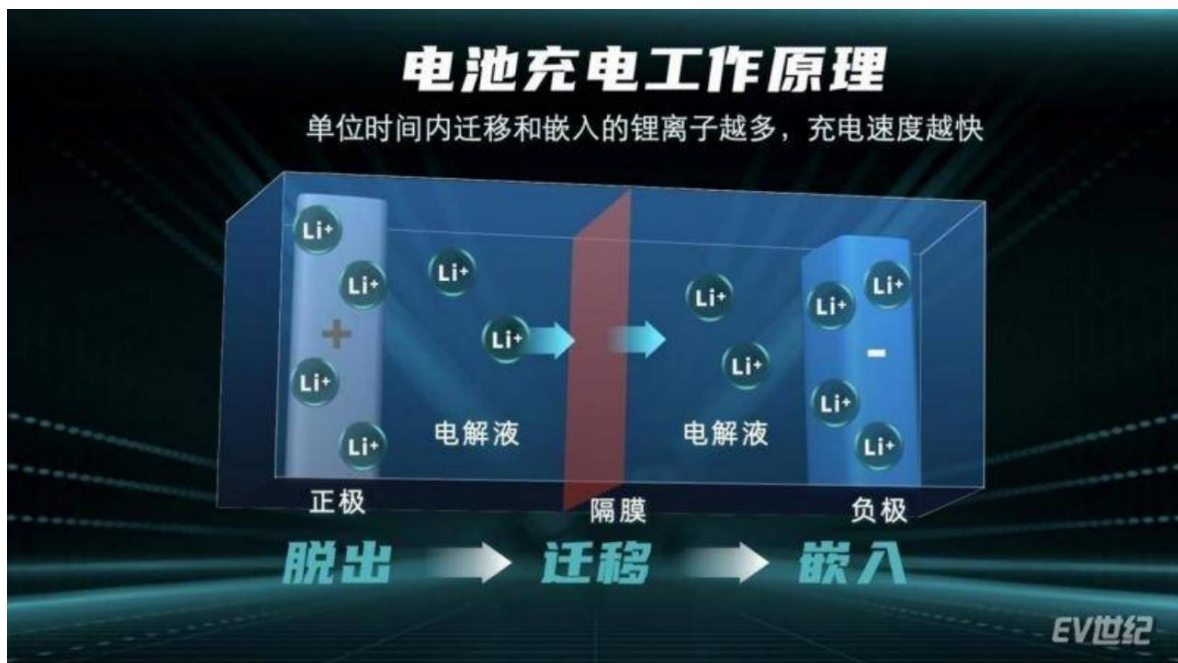 电池充电工作原理
单位时间内迁移和嵌入的锂离子越多，充电速度越快
Li⁺
Li⁺
Li⁺
Li⁺
Li⁺
Li⁺
Li⁺
Li⁺
+
Li⁺
-
Li⁺
Li⁺
Li⁺
电解液
电解液
Li⁺
Li⁺
正极
隔膜
负极
脱出
迁移
嵌入
EV世纪